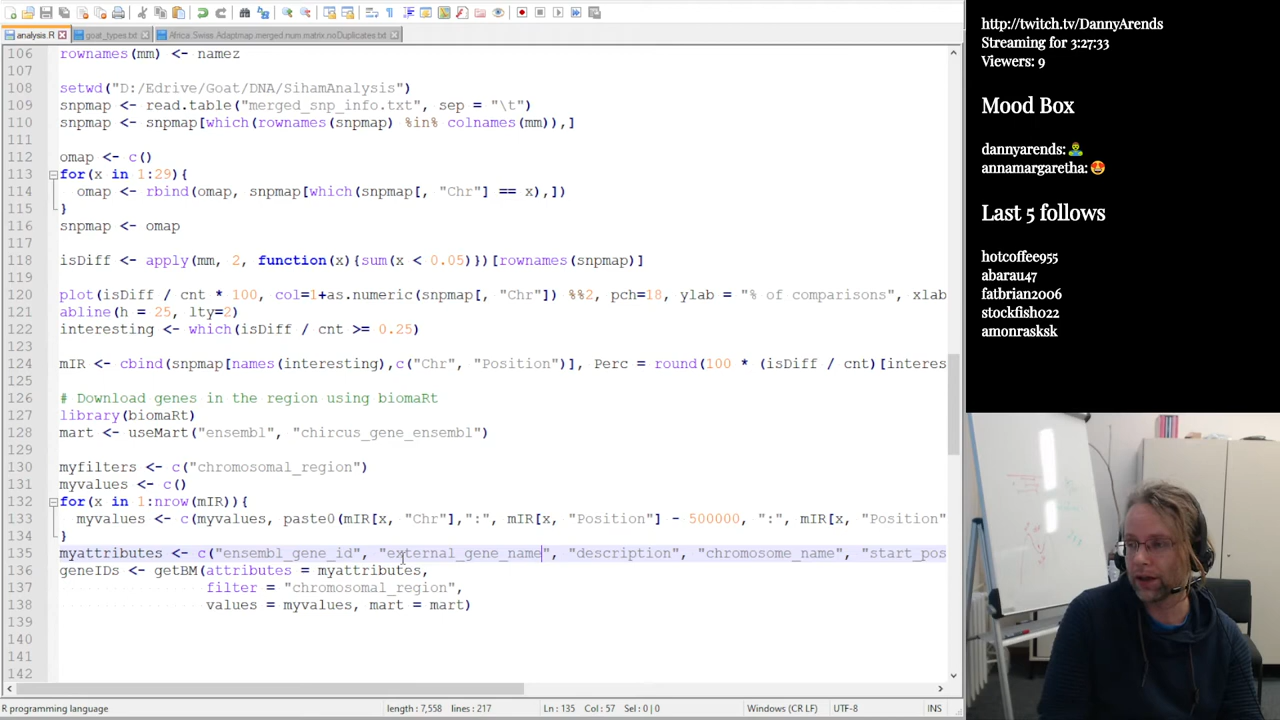 analysis.R
goat_types.txt
Africa.Swiss.Adaptmap.merged.num.matrix.noDuplicates.txt
106 rownames(mm) <- namez
107
108 setwd("D:/Edrive/Goat/DNA/SihamAnalysis")
109 snpmap <- read.table("merged_snp_info.txt", sep = "\t")
110 snpmap <- snpmap[which(rownames(snpmap) %in% colnames(mm)),]
111
112 omap <- c()
113 for(x in 1:29){
114 omap <- rbind(omap, snpmap[which(snpmap[, "Chr"] == x),])
115 }
116 snpmap <- omap
117
118 isDiff <- apply(mm, 2, function(x){sum(x < 0.05)})[rownames(snpmap)]
119
120 plot(isDiff / cnt * 100, col=1+as.numeric(snpmap[, "Chr"]) %%2, pch=18, ylab = "% of comparisons", xlab
121 abline(h = 25, lty=2)
122 interesting <- which(isDiff / cnt >= 0.25)
123
124 mIR <- cbind(snpmap[names(interesting),c("Chr", "Position")], Perc = round(100 * (isDiff / cnt)[interes
125
126 # Download genes in the region using biomaRt
127 library(biomaRt)
128 mart <- useMart("ensembl", "chircus_gene_ensembl")
129
130 myfilters <- c("chromosomal_region")
131 myvalues <- c()
132 for(x in 1:nrow(mIR)){
133 myvalues <- c(myvalues, paste0(mIR[x, "Chr"],":", mIR[x, "Position"] - 500000, ":", mIR[x, "Position"
134 }
135 myattributes <- c("ensembl_gene_id", "external_gene_name", "description", "chromosome_name", "start_pos
136 geneIDs <- getBM(attributes = myattributes,
137 filter = "chromosomal_region",
138 values = myvalues, mart = mart)
139
140
141
142
R programming language
length : 7,558 lines : 217
Ln : 135 Col : 57 Sel : 0 | 0
Windows (CR LF)
UTF-8
INS
http://twitch.tv/DannyArends
Streaming for 3:27:33
Viewers: 9
Mood Box
dannyarends:
annamargaretha:
Last 5 follows
hotcoffee955
abarau47
fatbrian2006
stockfish022
amonrasksk